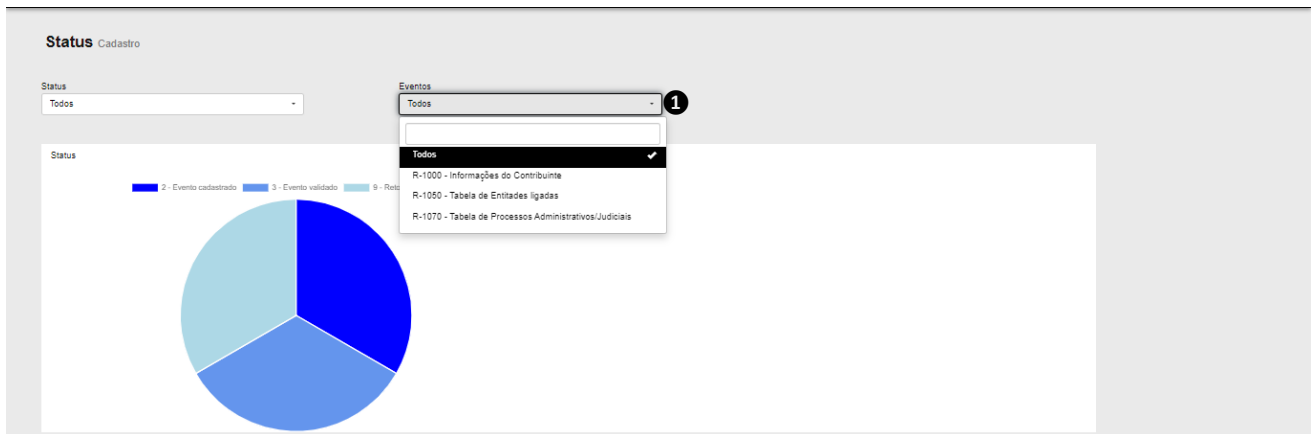 Status Cadastro
Status
Eventos
Todos
Todos
1
Todos
R-1000 - Informações do Contribuinte
R-1050 - Tabela de Entitades ligadas
R-1070 - Tabela de Processos Administrativos/Judiciais
Status
2 - Evento cadastrado 3 - Evento validado 9 - Reto